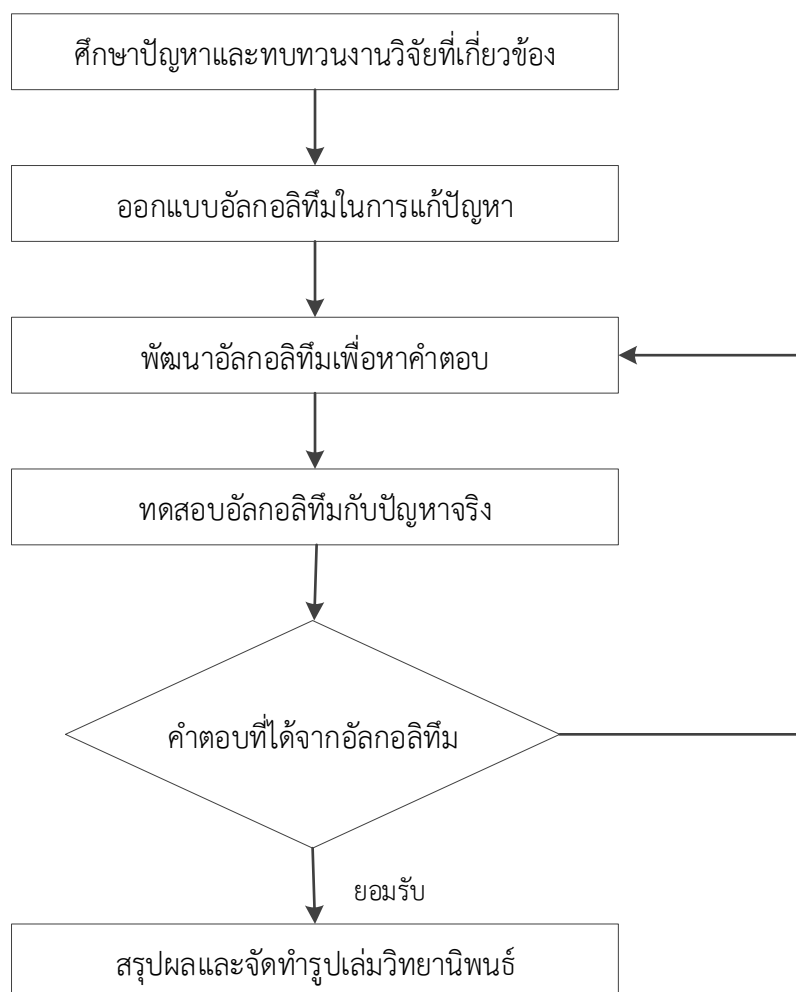 ศึกษาปัญหาและทบทวนงานวิจัยที่เกี่ยวข้อง
ออกแบบอัลกอลิทึมในการแก้ปัญหา
พัฒนาอัลกอลิทึมเพื่อหาคำตอบ
ทดสอบอัลกอลิทึมกับปัญหาจริง
คำตอบที่ได้จากอัลกอลิทึม
ยอมรับ
สรุปผลและจัดทำรูปเล่มวิทยานิพนธ์